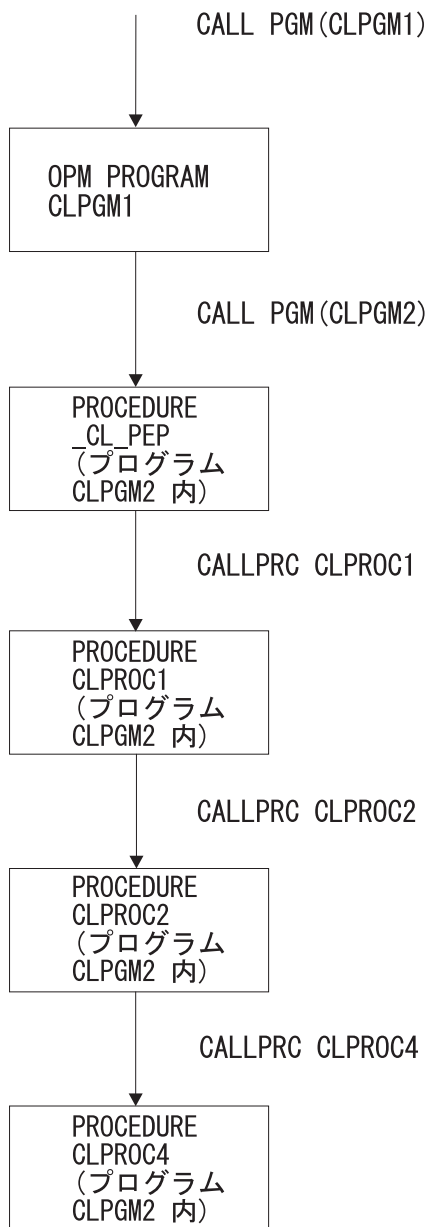 CALL PGM(CLPGM1)
OPM PROGRAM
CLPGM1
CALL PGM(CLPGM2)
PROCEDURE
_CL_PEP
(プログラム
CLPGM2 内)
CALLPRC CLPROC1
PROCEDURE
CLPROC1
(プログラム
CLPGM2 内)
CALLPRC CLPROC2
PROCEDURE
CLPROC2
(プログラム
CLPGM2 内)
CALLPRC CLPROC4
PROCEDURE
CLPROC4
(プログラム
CLPGM2 内)